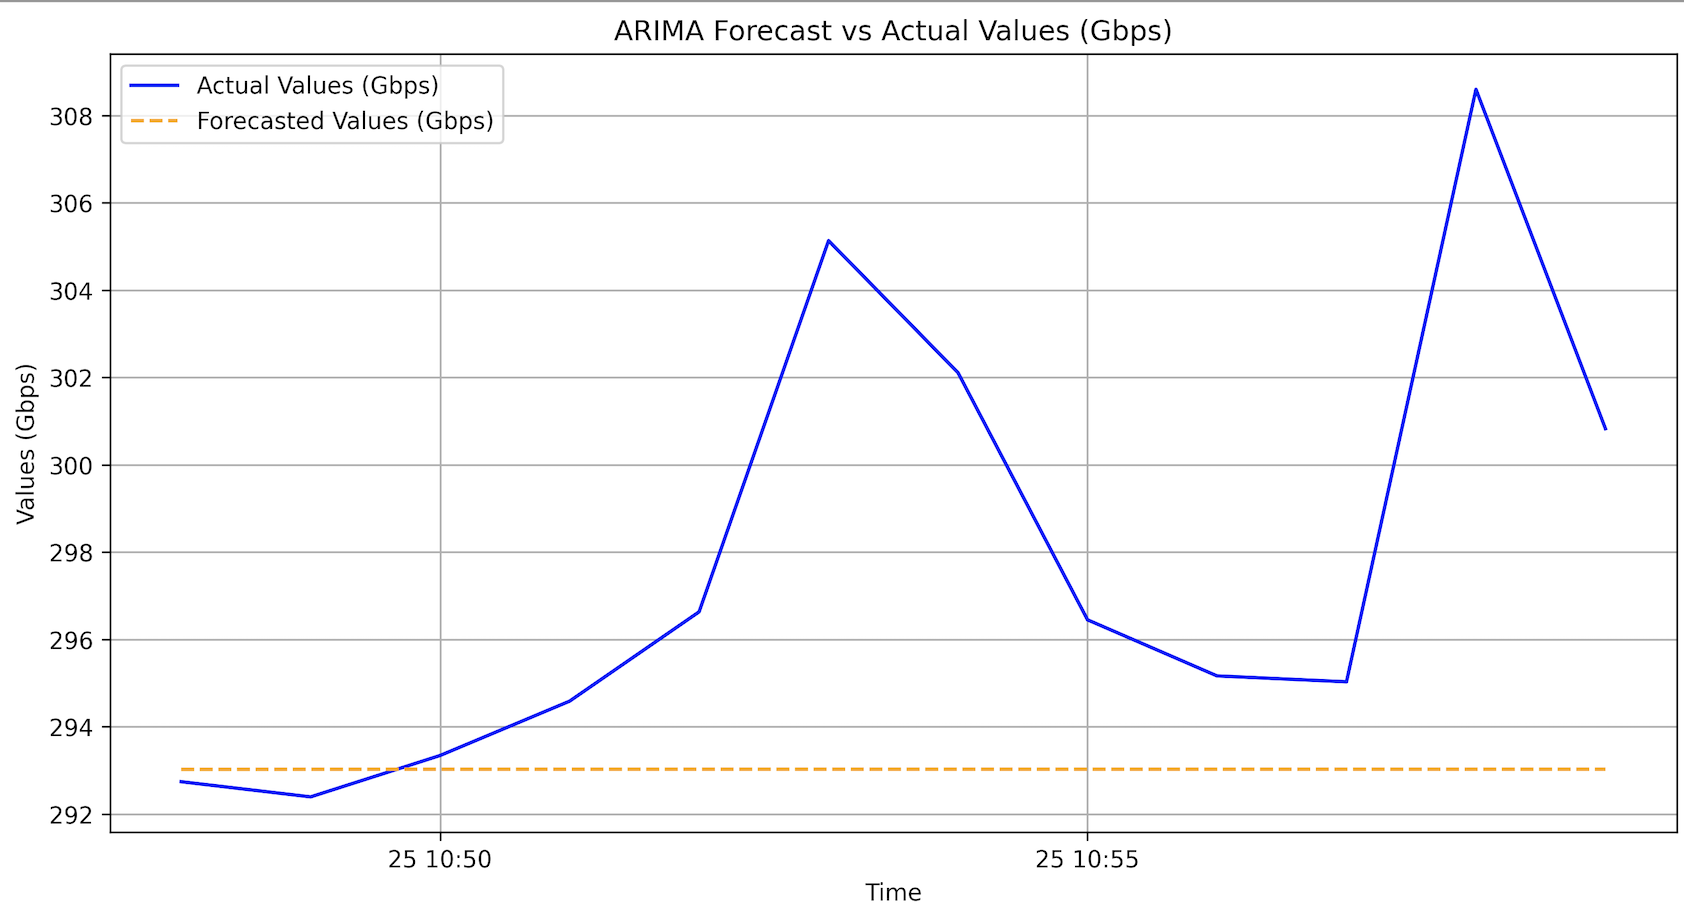 ARIMA Forecast vs Actual Values (Gbps)
Actual Values (Gbps)
Forecasted Values (Gbps)
308
306
304
302
300
298
296
294
292
Values (Gbps)
25 10:50
25 10:55
Time